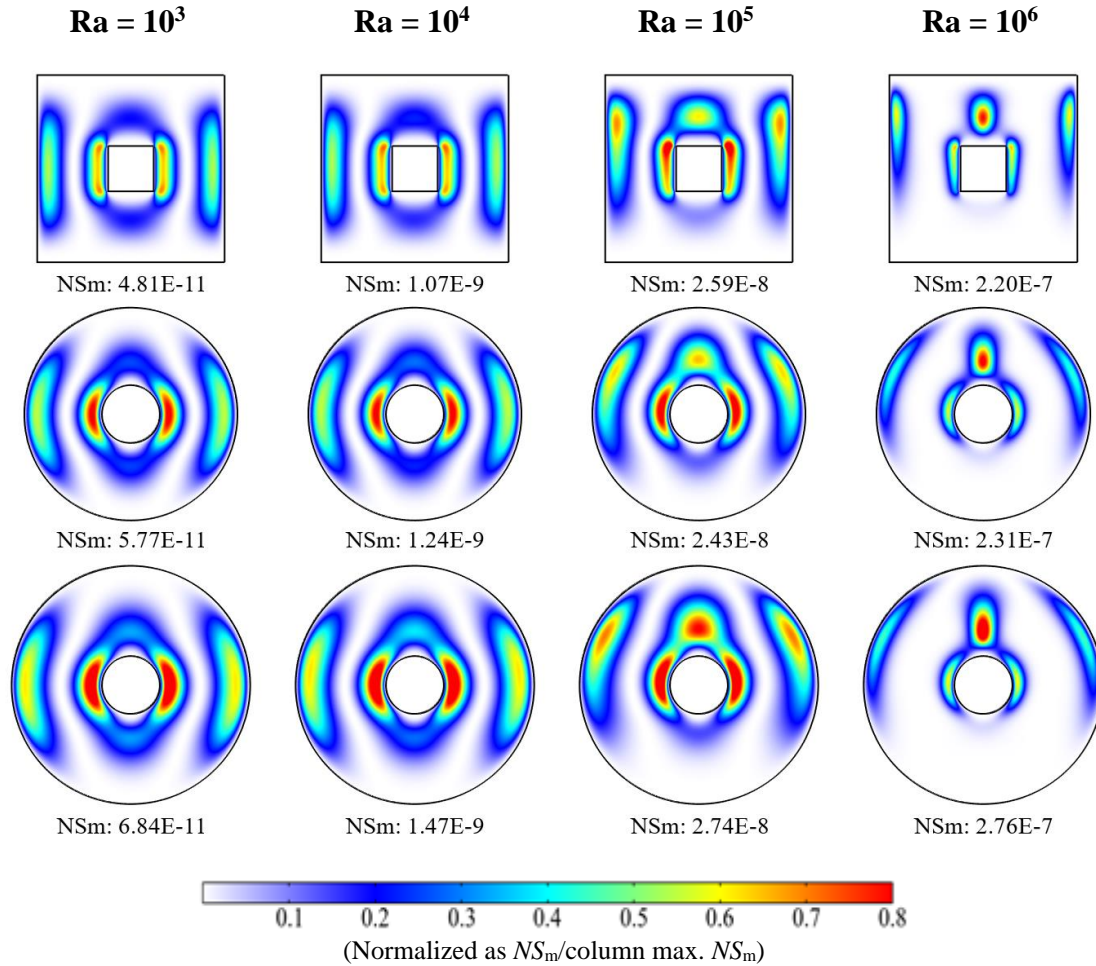 Ra = 10³ Ra = 10⁴ Ra = 10⁵ Ra = 10⁶
NSm: 4.81E-11 NSm: 1.07E-9 NSm: 2.59E-8 NSm: 2.20E-7
NSm: 5.77E-11 NSm: 1.24E-9 NSm: 2.43E-8 NSm: 2.31E-7
NSm: 6.84E-11 NSm: 1.47E-9 NSm: 2.74E-8 NSm: 2.76E-7
0.1 0.2 0.3 0.4 0.5 0.6 0.7 0.8
(Normalized as NSₘ/column max. NSₘ)